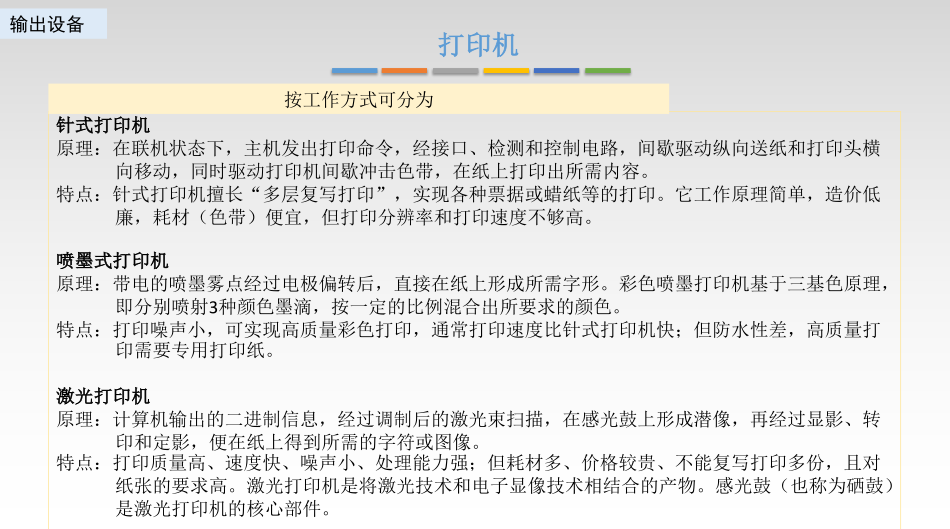 输出设备
打印机
按工作方式可分为
针式打印机
原理：在联机状态下，主机发出打印命令，经接口、检测和控制电路，间歇驱动纵向送纸和打印头横
向移动，同时驱动打印机间歇冲击色带，在纸上打印出所需内容。
特点：针式打印机擅长“多层复写打印”，实现各种票据或蜡纸等的打印。它工作原理简单，造价低
廉，耗材（色带）便宜，但打印分辨率和打印速度不够高。
喷墨式打印机
原理：带电的喷墨雾点经过电极偏转后，直接在纸上形成所需字形。彩色喷墨打印机基于三基色原理，
即分别喷射3种颜色墨滴，按一定的比例混合出所要求的颜色。
特点：打印噪声小，可实现高质量彩色打印，通常打印速度比针式打印机快；但防水性差，高质量打
印需要专用打印纸。
激光打印机
原理：计算机输出的二进制信息，经过调制后的激光束扫描，在感光鼓上形成潜像，再经过显影、转
印和定影，便在纸上得到所需的字符或图像。
特点：打印质量高、速度快、噪声小、处理能力强；但耗材多、价格较贵、不能复写打印多份，且对
纸张的要求高。激光打印机是将激光技术和电子显像技术相结合的产物。感光鼓（也称为硒鼓）
是激光打印机的核心部件。